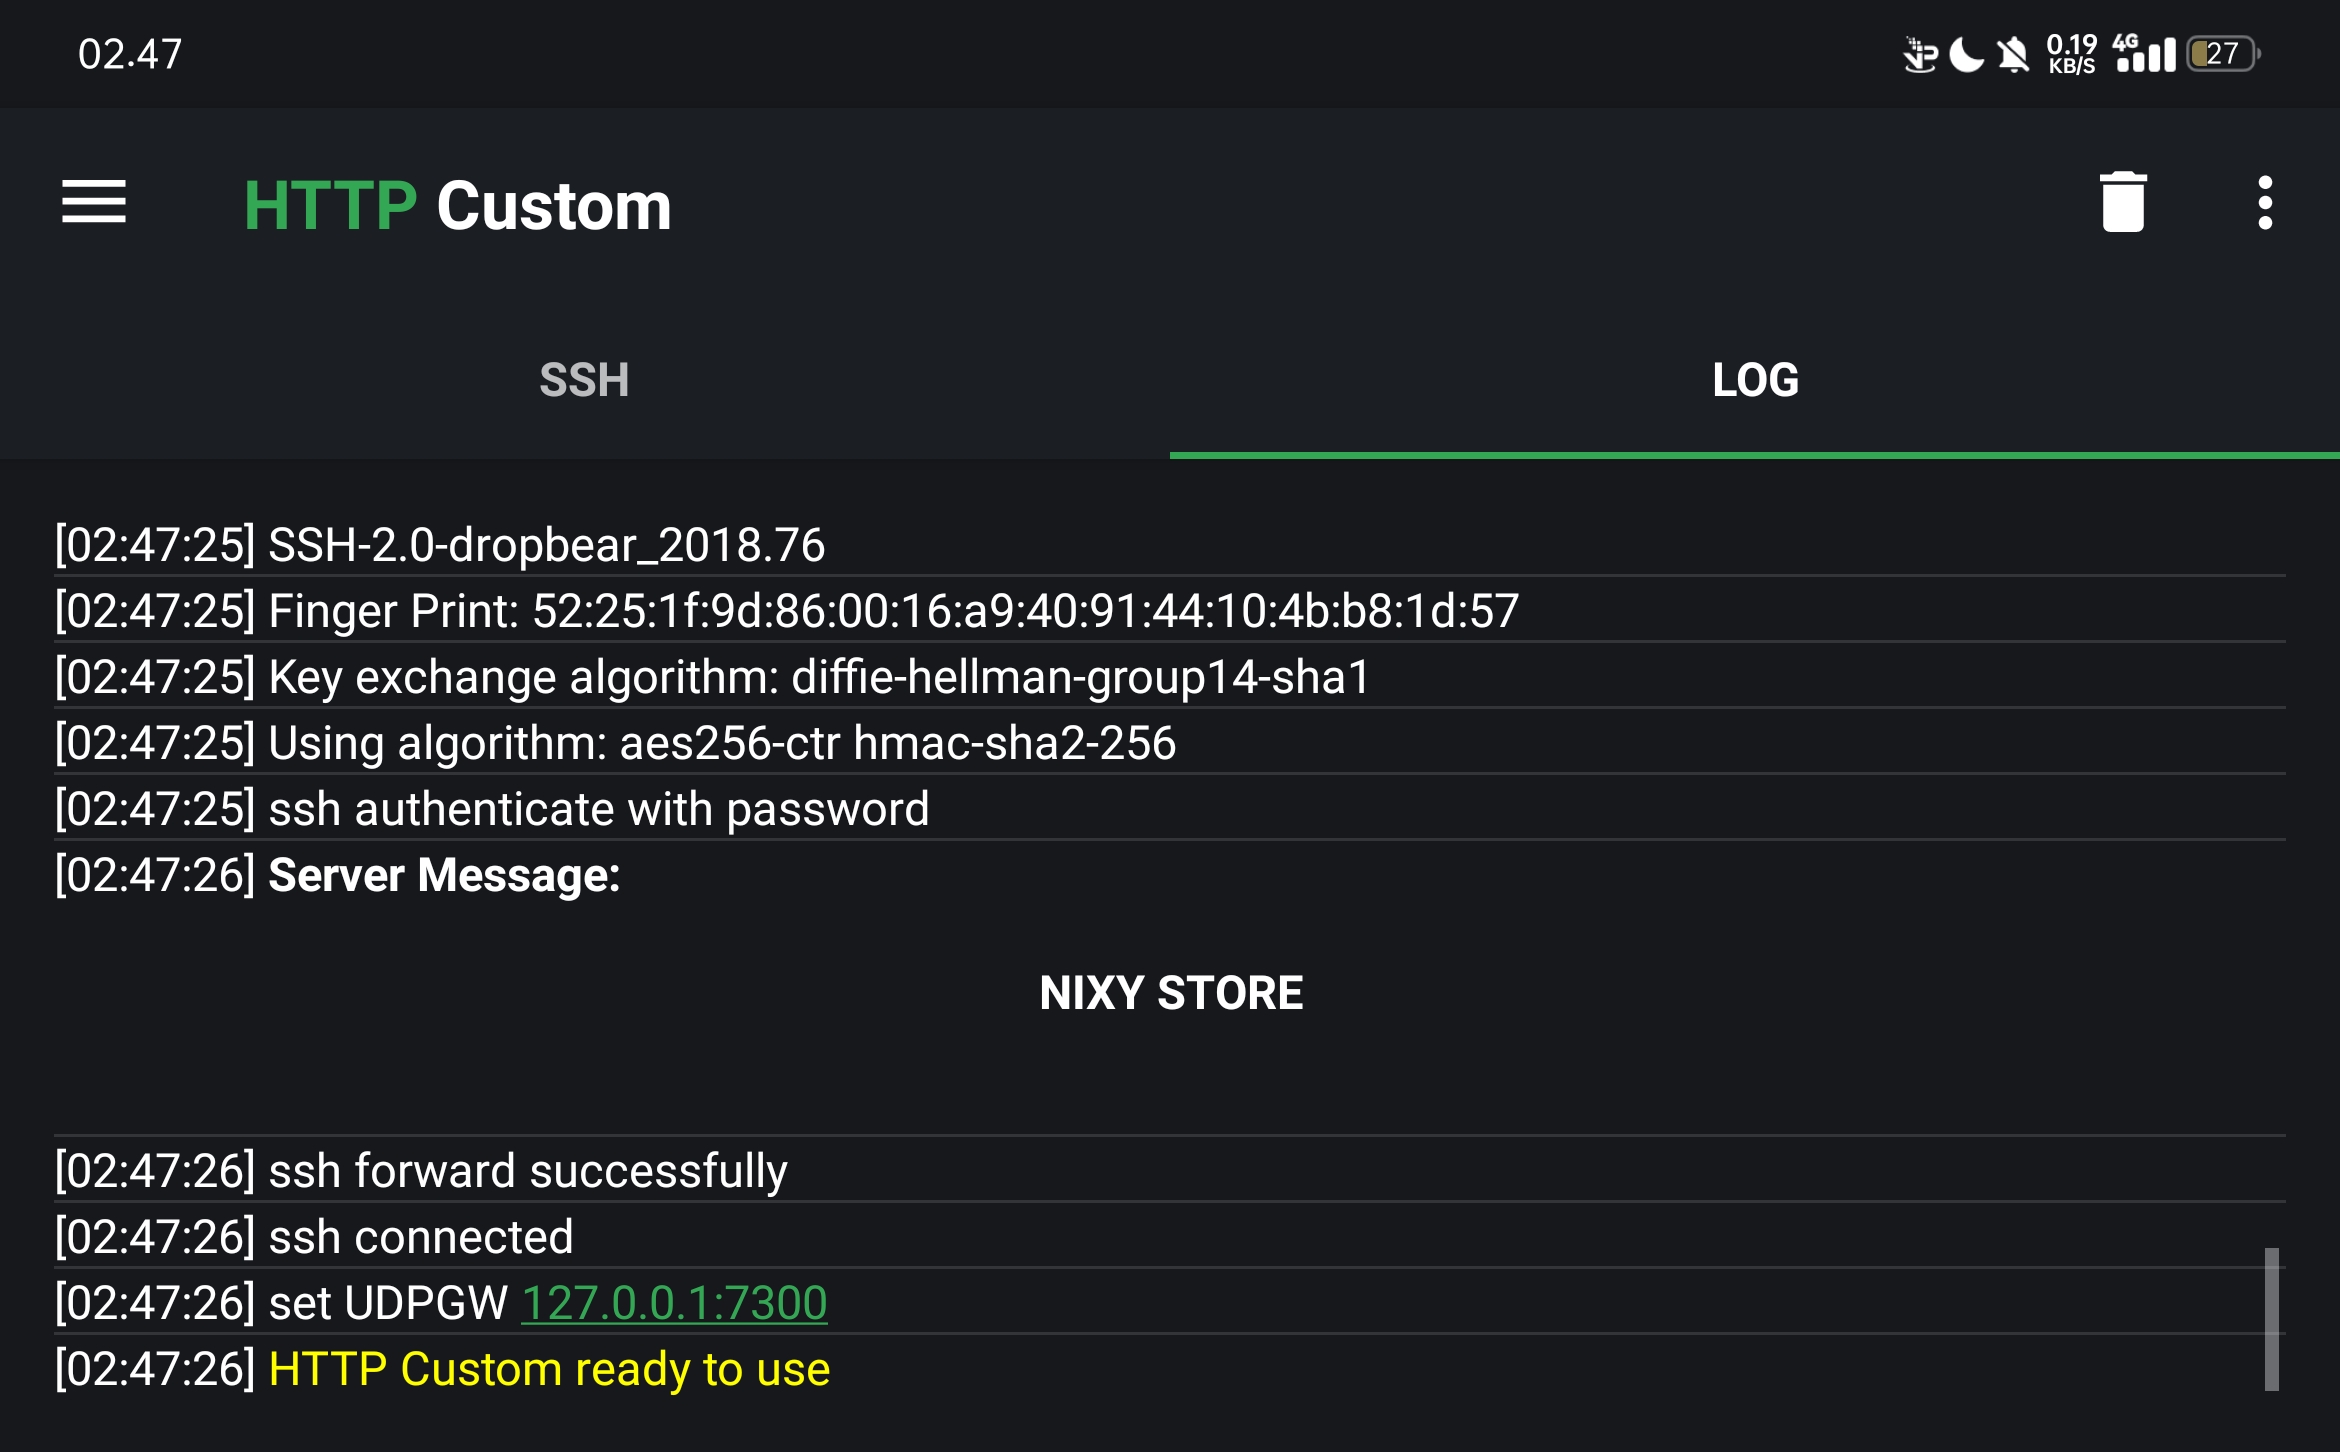 02.47
0.19
KB/S
4G
27
HTTP Custom
SSH
LOG
[02:47:25] SSH-2.0-dropbear_2018.76
[02:47:25] Finger Print: 52:25:1f:9d:86:00:16:a9:40:91:44:10:4b:b8:1d:57
[02:47:25] Key exchange algorithm: diffie-hellman-group14-sha1
[02:47:25] Using algorithm: aes256-ctr hmac-sha2-256
[02:47:25] ssh authenticate with password
[02:47:26] Server Message:
NIXY STORE
[02:47:26] ssh forward successfully
[02:47:26] ssh connected
[02:47:26] set UDPGW 127.0.0.1:7300
[02:47:26] HTTP Custom ready to use